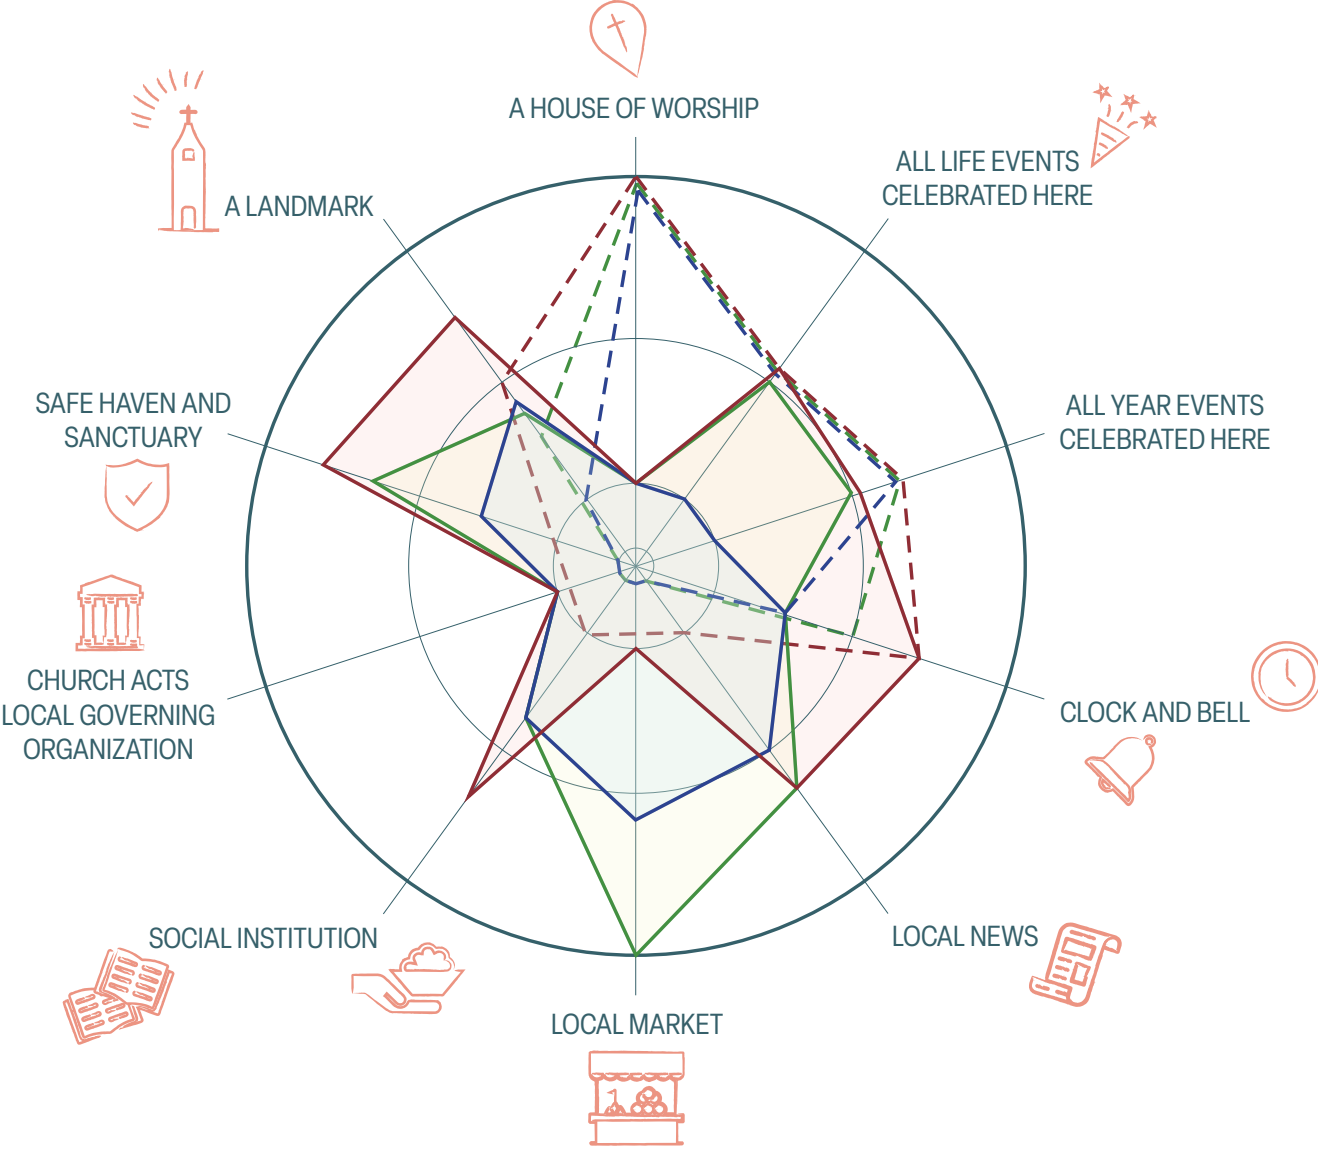 A HOUSE OF WORSHIP
ALL LIFE EVENTS
CELEBRATED HERE
A LANDMARK
SAFE HAVEN AND
SANCTUARY
ALL YEAR EVENTS
CELEBRATED HERE
CHURCH ACTS
LOCAL GOVERNING
ORGANIZATION
CLOCK AND BELL
SOCIAL INSTITUTION
LOCAL NEWS
LOCAL MARKET